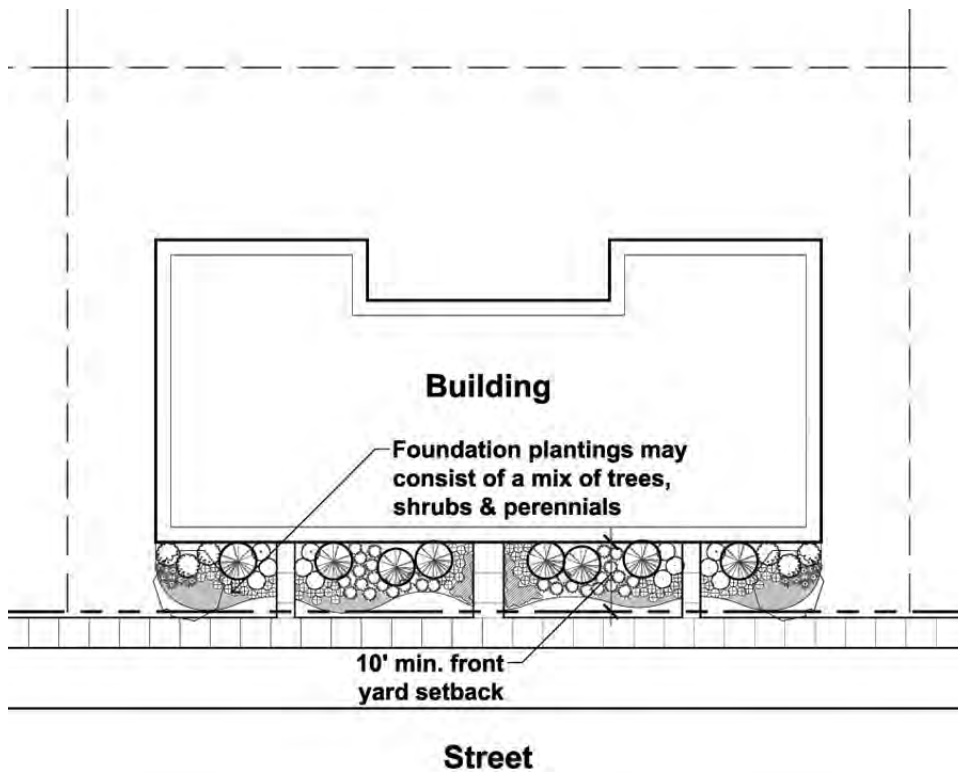 Building
Foundation plantings may
consist of a mix of trees,
shrubs & perennials
10' min. front
yard setback
Street